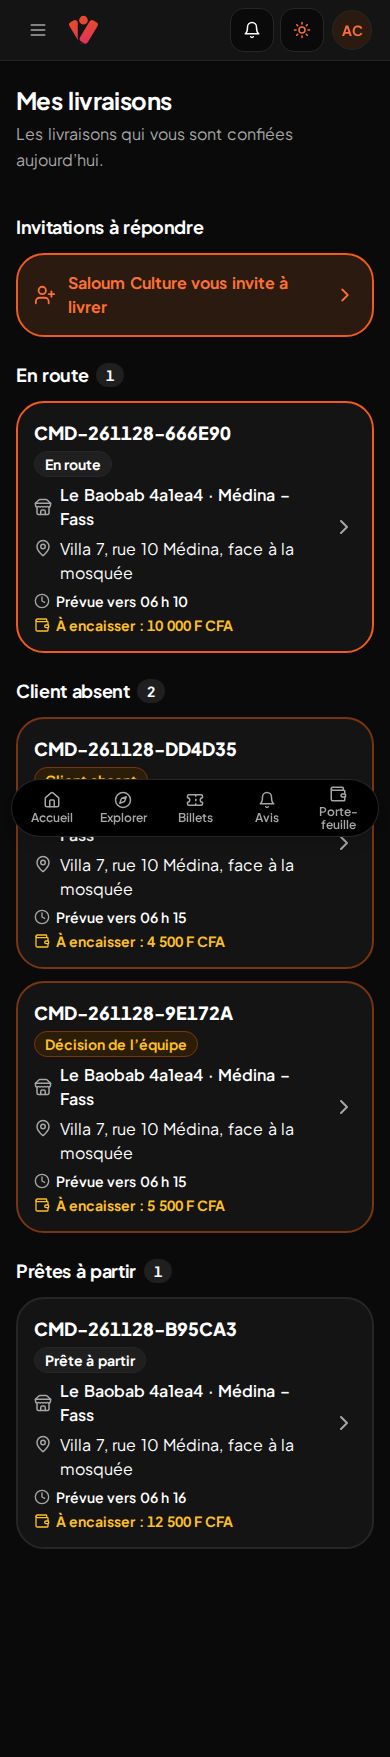 AC
Mes livraisons
Les livraisons qui vous sont confiées
aujourd’hui.
Invitations à répondre
Saloum Culture vous invite à
livrer
En route 1
CMD-261128-666E90
En route
Le Baobab 4a1ea4 · Médina –
Fass
Villa 7, rue 10 Médina, face à la
mosquée
Prévue vers 06 h 10
À encaisser : 10 000 F CFA
Client absent 2
CMD-261128-DD4D35
Client absent
Accueil
Explorer
Billets
Avis
Porte-
feuille
Fass
Villa 7, rue 10 Médina, face à la
mosquée
Prévue vers 06 h 15
À encaisser : 4 500 F CFA
CMD-261128-9E172A
Décision de l’équipe
Le Baobab 4a1ea4 · Médina –
Fass
Villa 7, rue 10 Médina, face à la
mosquée
Prévue vers 06 h 15
À encaisser : 5 500 F CFA
Prêtes à partir 1
CMD-261128-B95CA3
Prête à partir
Le Baobab 4a1ea4 · Médina –
Fass
Villa 7, rue 10 Médina, face à la
mosquée
Prévue vers 06 h 16
À encaisser : 12 500 F CFA